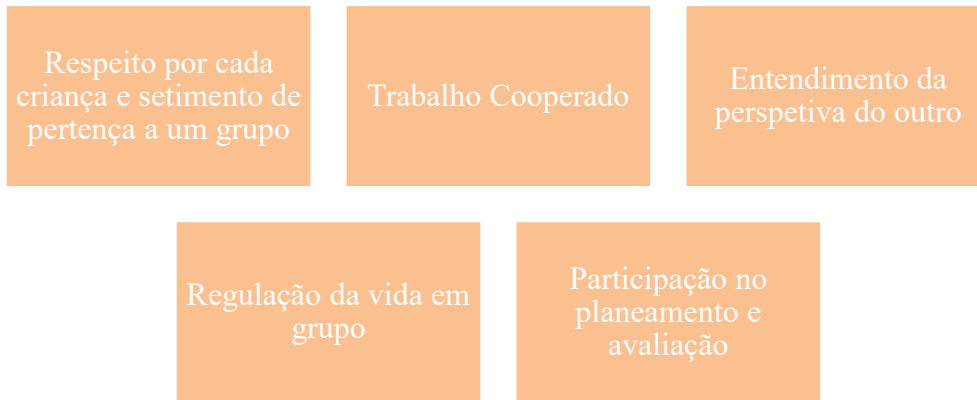 Respeito por cada
criança e setimento de
pertença a um grupo
Trabalho Cooperado
Entendimento da
perspetiva do outro
Regulação da vida em
grupo
Participação no
planeamento e
avaliação